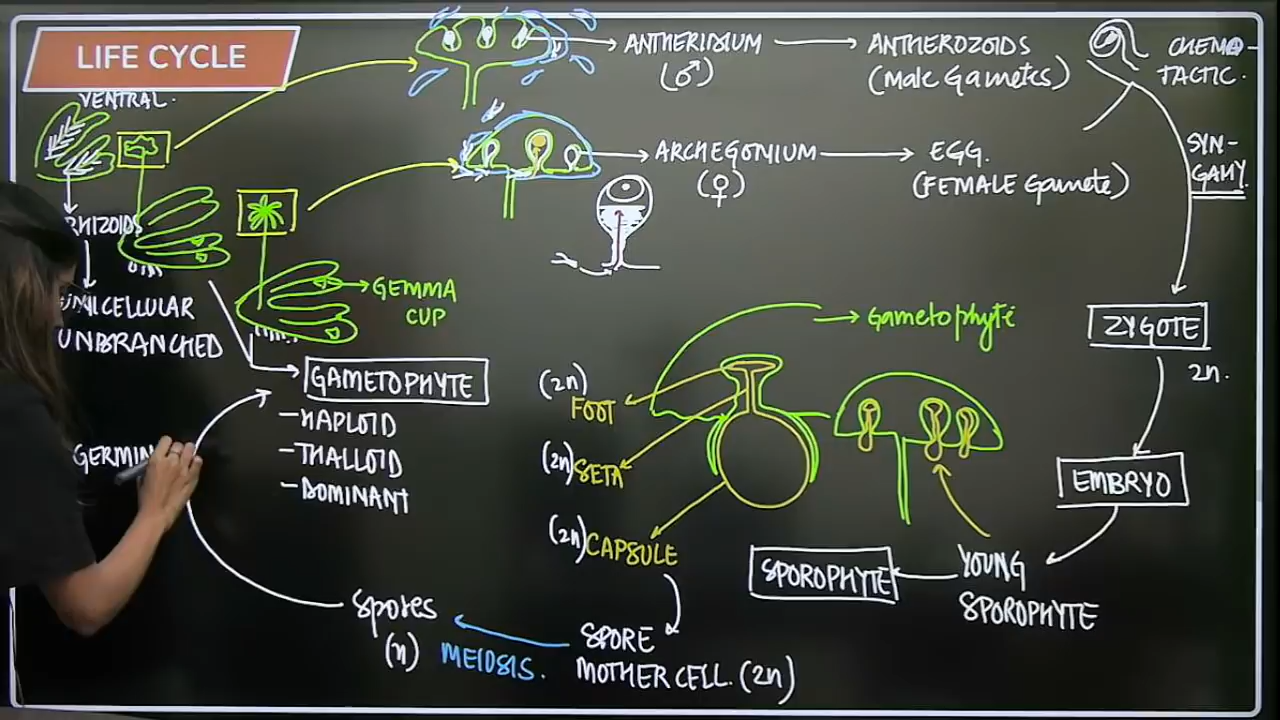 LIFE CYCLE
VENTRAL.
RHIZOIDS
UNICELLULAR
UNBRANCHED
GEMMA
CUP
ANTHERIDIUM
(♂)
ANTHEROZOIDS
(Male Gametes)
CHEMO-
TACTIC.
ARCHEGONIUM
(♀)
EGG.
(FEMALE Gamete)
SYN-
GAMY.
ZYGOTE
2n.
EMBRYO
YOUNG
SPOROPHYTE
SPOROPHYTE
Gametophyte
(2n)
FOOT
(2n) SETA
(2n) CAPSULE
SPORE
MOTHER CELL. (2n)
MEIOSIS.
Spores
(n)
GERMIN
GAMETOPHYTE
- HAPLOID
- THALLOID
- DOMINANT